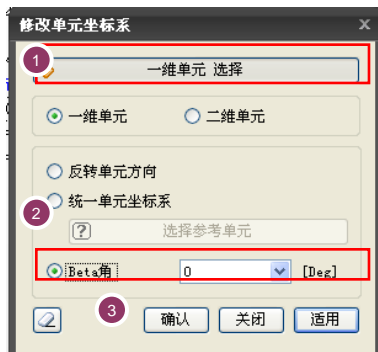 修改单元坐标系 x
1
一维单元 选择
一维单元 二维单元
反转单元方向
统一单元坐标系
2
? 选择参考单元
Beta角 0 [Deg]
3
确认 关闭 适用